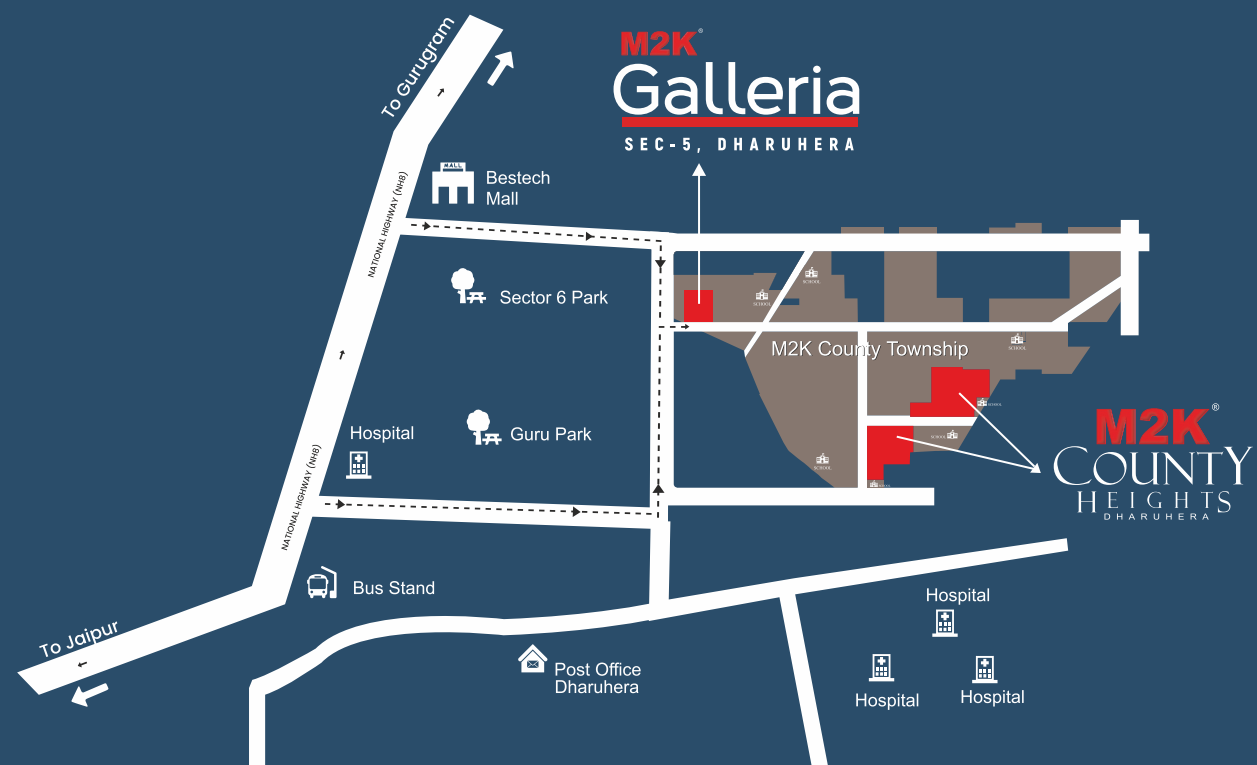 To Gurugram
M2K®
Galleria
SEC-5, DHARUHERA
MALL
Bestech
Mall
NATIONAL HIGHWAY (NH8)
Sector 6 Park
SCHOOL
SCHOOL
M2K County Township
SCHOOL
SCHOOL
M2K®
COUNTY
HEIGHTS
DHARUHERA
Guru Park
Hospital
SCHOOL
SCHOOL
NATIONAL HIGHWAY (NH8)
Bus Stand
To Jaipur
Post Office
Dharuhera
Hospital
Hospital
Hospital